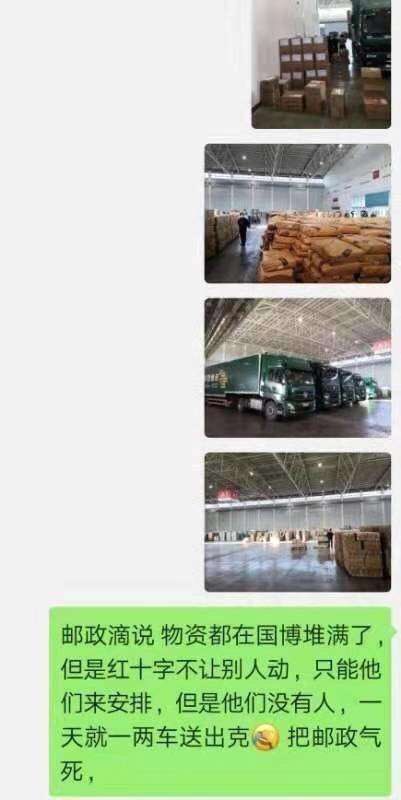 邮政滴说 物资都在国博堆满了，
但是红十字不让别人动，只能他
们来安排，但是他们没有人，一
天就一两车送出克 把邮政气
死，